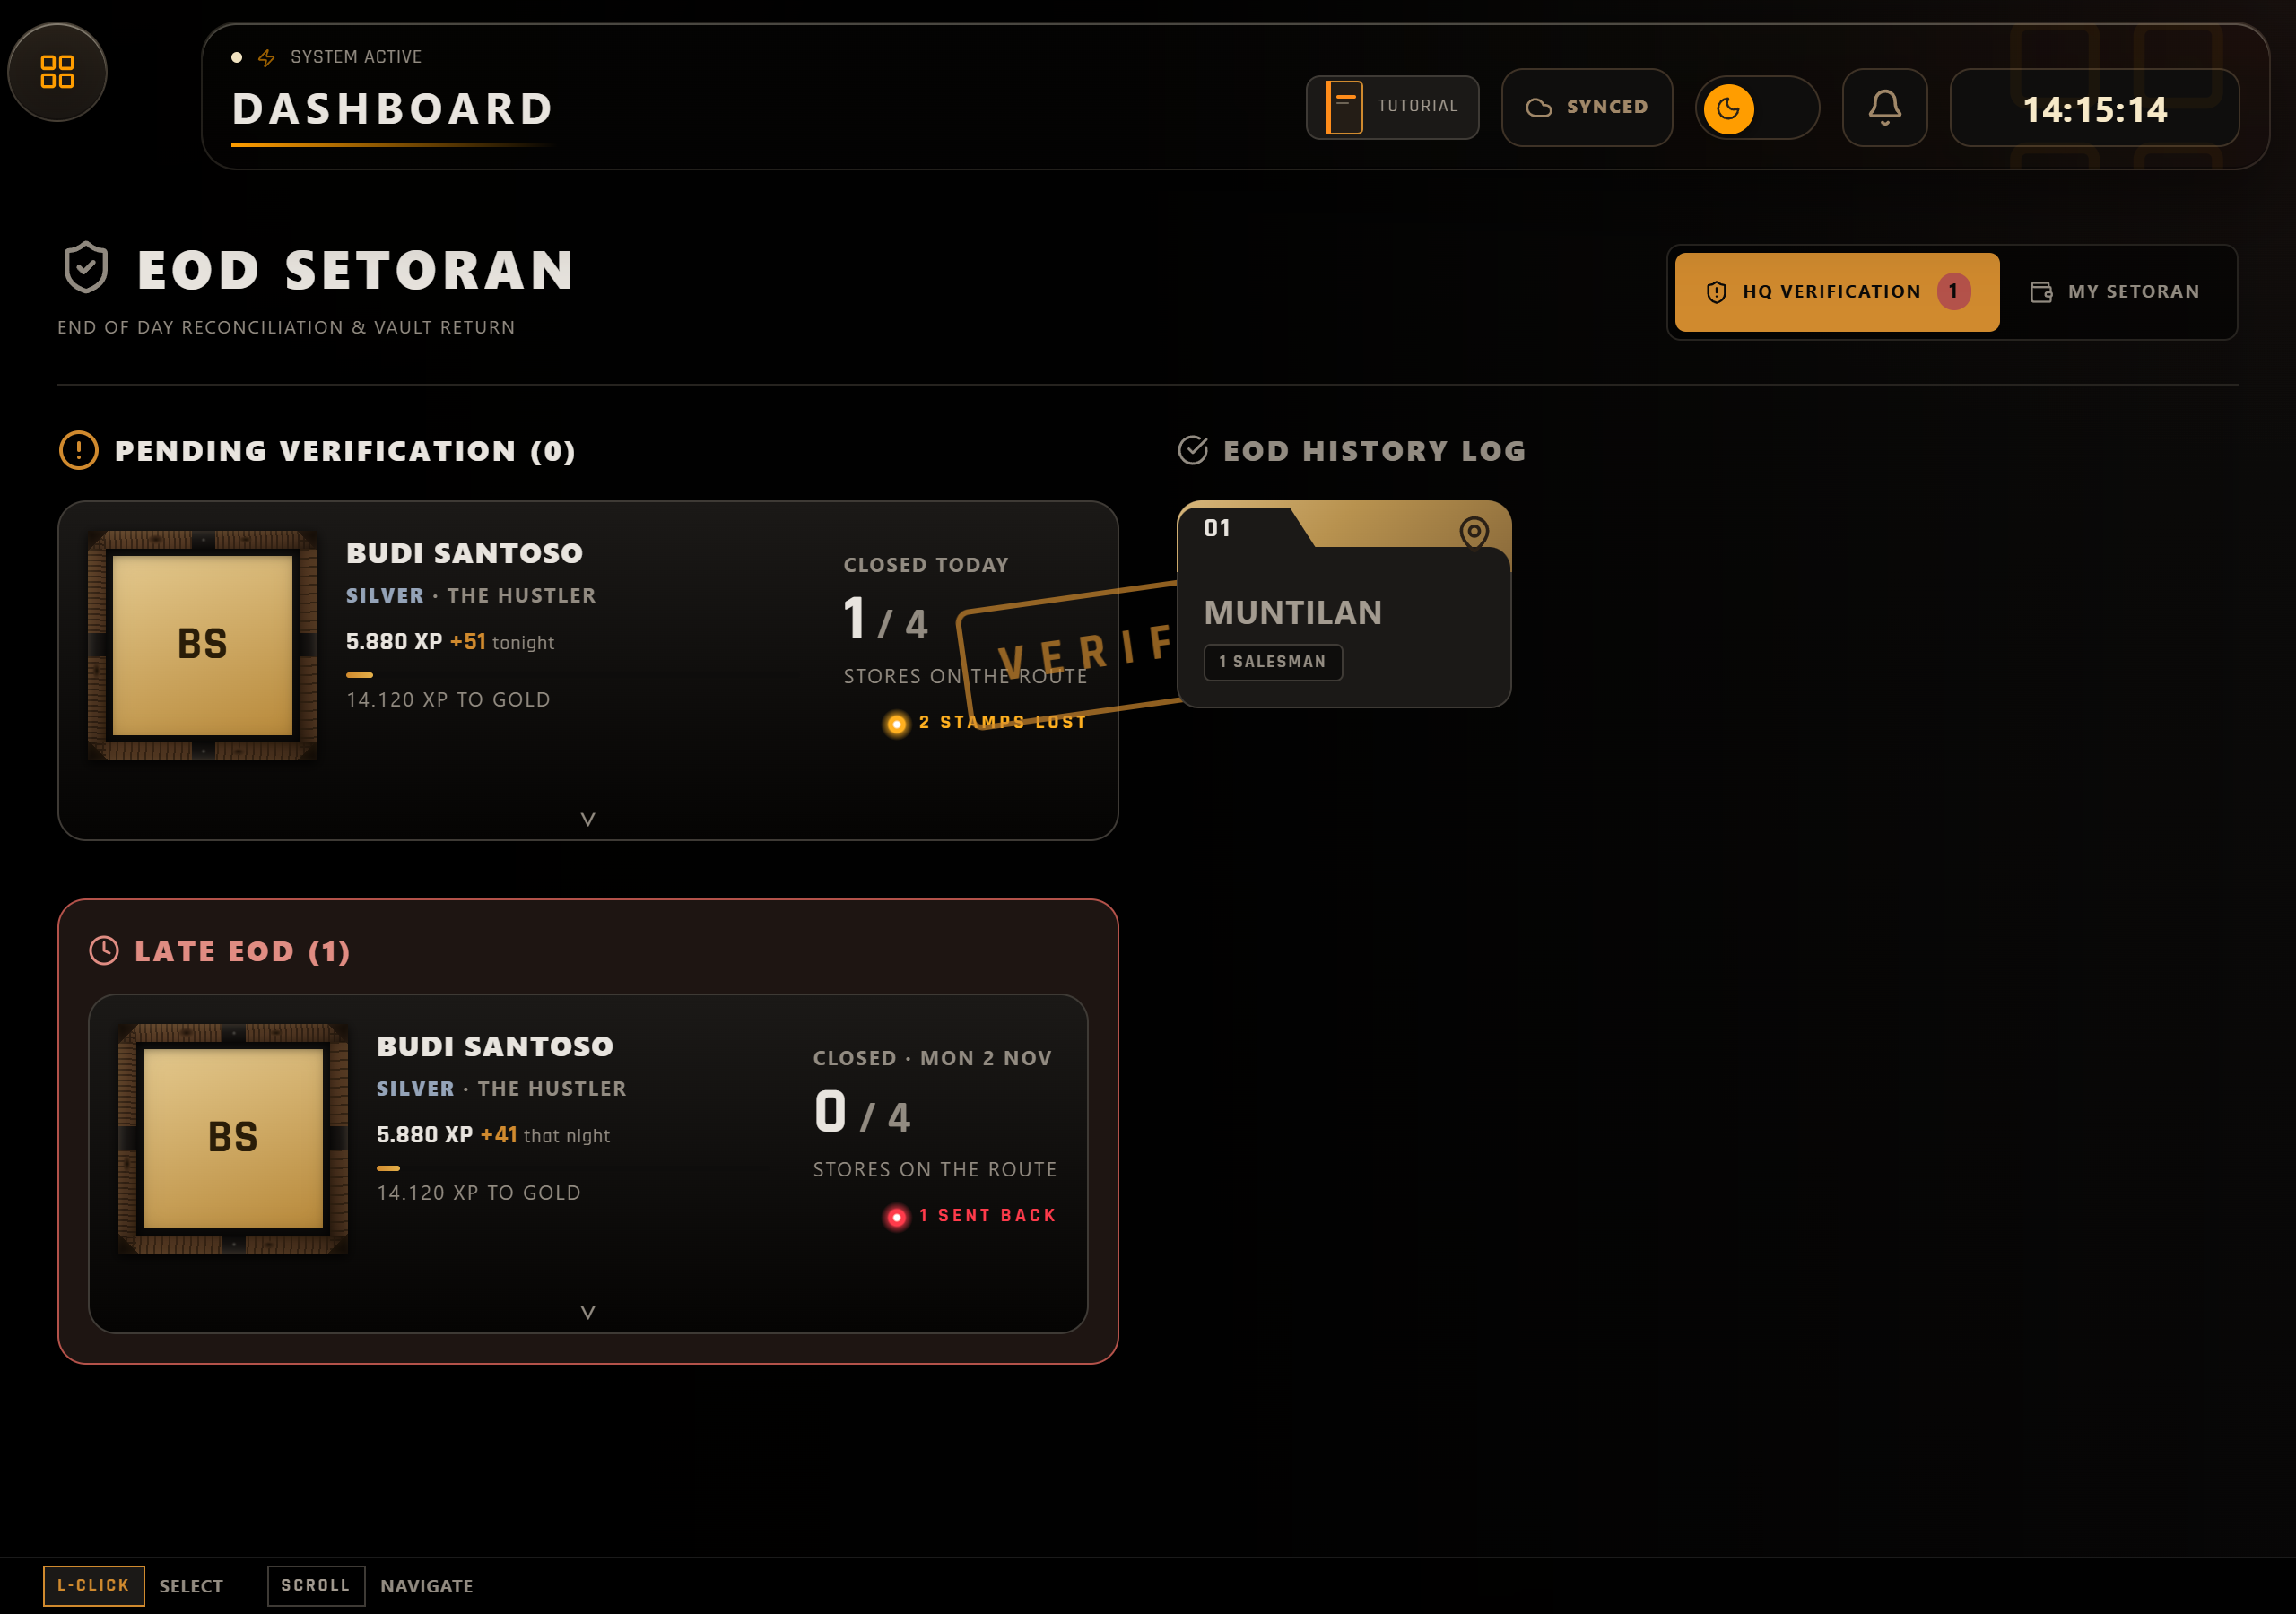 SYSTEM ACTIVE
DASHBOARD
TUTORIAL
SYNCED
14:15:14
EOD SETORAN
END OF DAY RECONCILIATION & VAULT RETURN
HQ VERIFICATION 1
MY SETORAN
PENDING VERIFICATION (0)
BS
BUDI SANTOSO
SILVER · THE HUSTLER
5.880 XP +51 tonight
14.120 XP TO GOLD
CLOSED TODAY
1 / 4
STORES ON THE ROUTE
2 STAMPS LOST
VERIF
V
EOD HISTORY LOG
01
MUNTILAN
1 SALESMAN
LATE EOD (1)
BS
BUDI SANTOSO
SILVER · THE HUSTLER
5.880 XP +41 that night
14.120 XP TO GOLD
CLOSED · MON 2 NOV
0 / 4
STORES ON THE ROUTE
1 SENT BACK
V
L-CLICK SELECT
SCROLL NAVIGATE